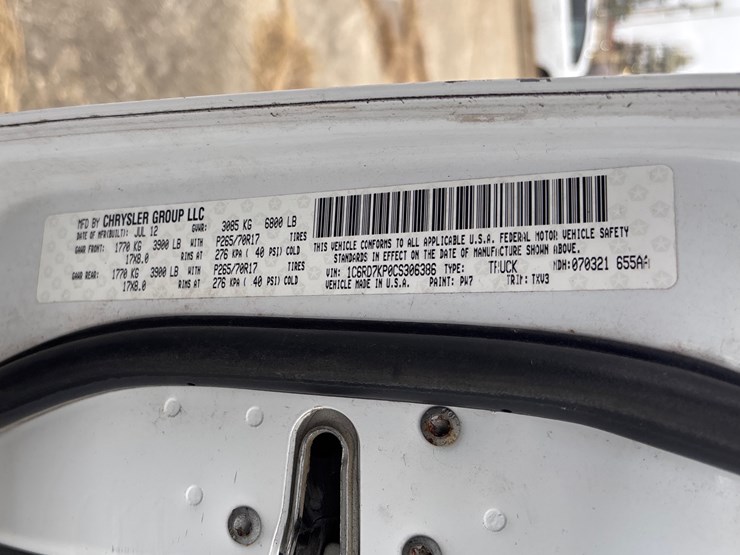 MFD BY CHRYSLER GROUP LLC
DATE OF MFR(BUILT): JUL 12 GVWR: 3085 KG 6800 LB
GAWR FRONT: 1770 KG 3900 LB WITH P265/70R17 TIRES
17X8.0 RIMS AT 276 KPA ( 40 PSI) COLD
GAWR REAR: 1770 KG 3900 LB WITH P265/70R17 TIRES
17X8.0 RIMS AT 276 KPA ( 40 PSI) COLD
THIS VEHICLE CONFORMS TO ALL APPLICABLE U.S.A. FEDERAL MOTOR VEHICLE SAFETY
STANDARDS IN EFFECT ON THE DATE OF MANUFACTURE SHOWN ABOVE.
VIN: 1C6RD7KP0CS306386 TYPE: TRUCK MDH:070321 655AA
VEHICLE MADE IN U.S.A. PAINT: PW7 TRIM: TXV3